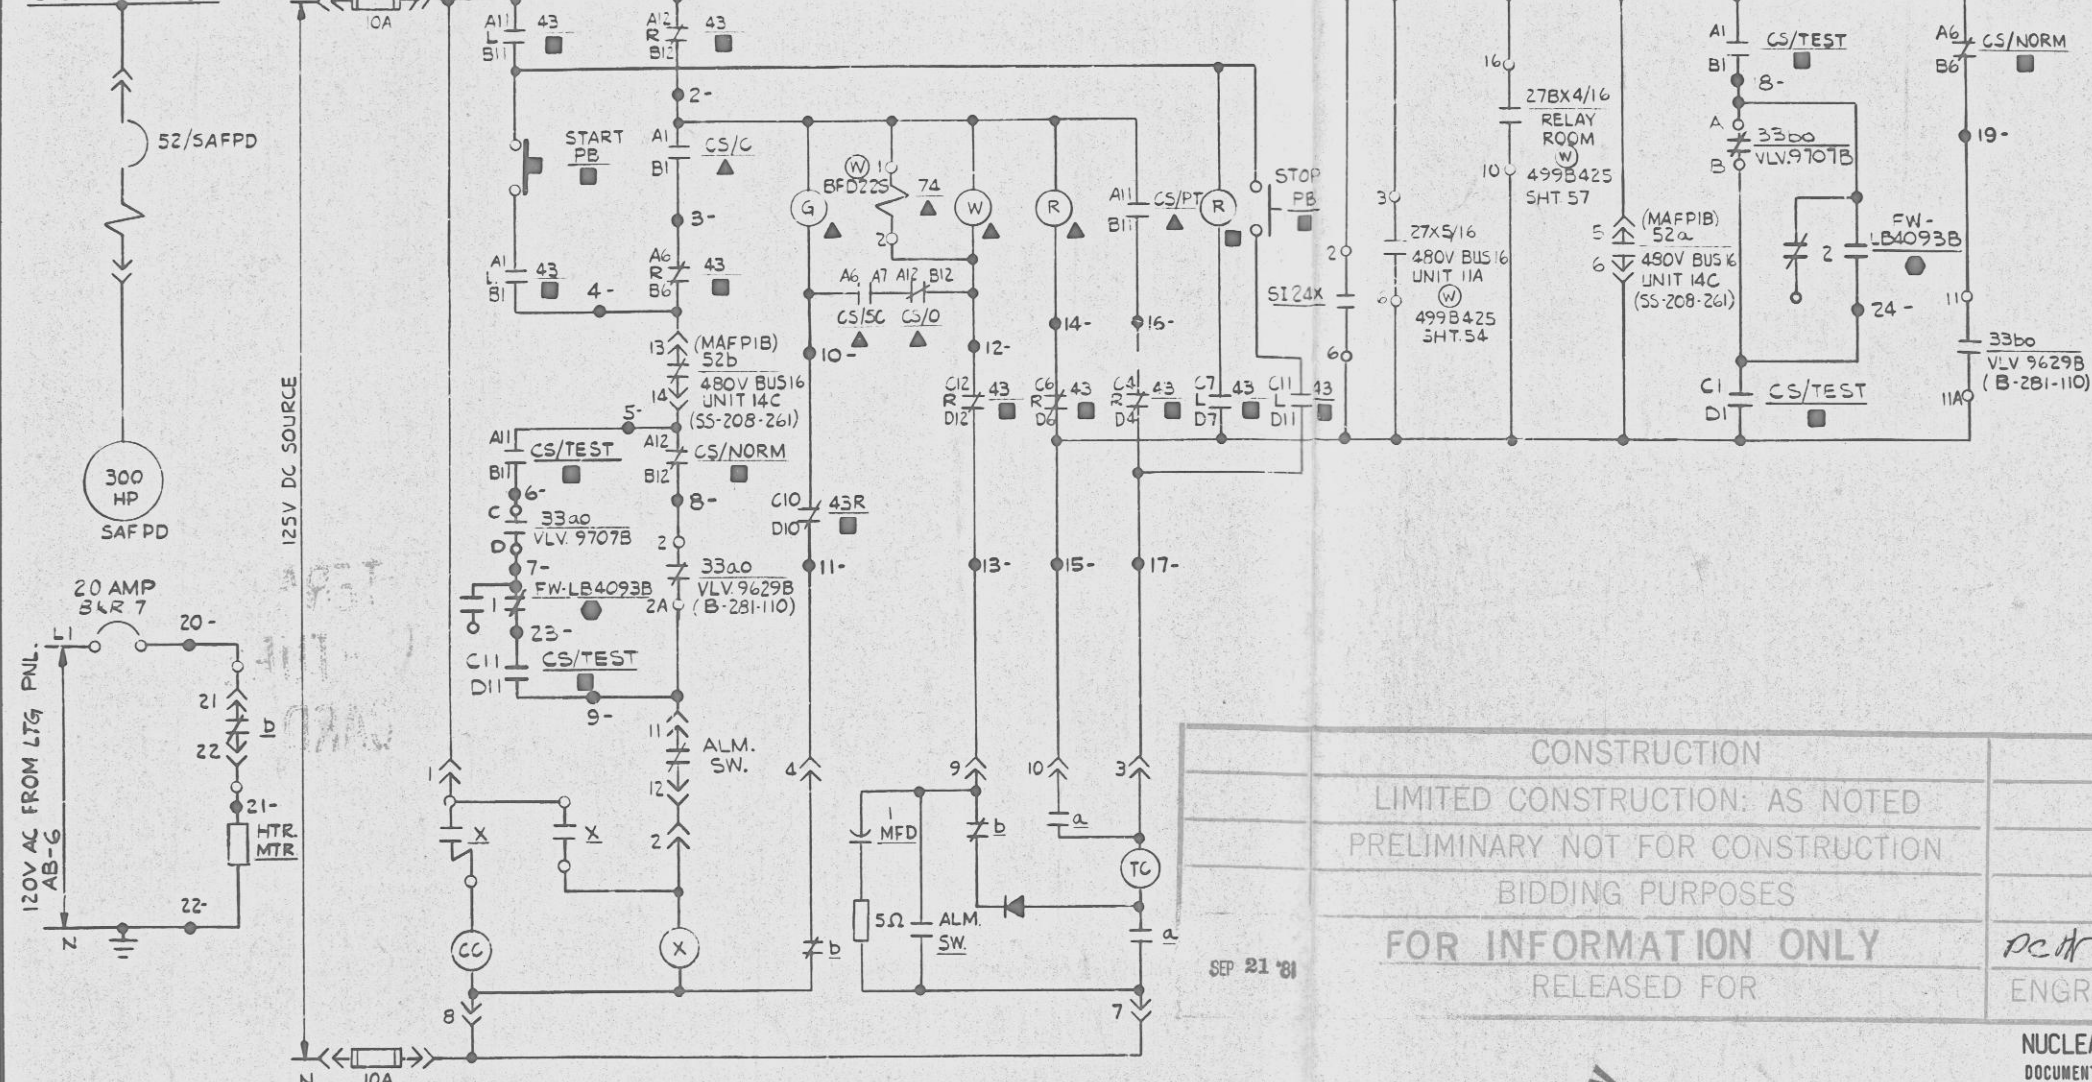 10A
A11
L
B11
43
A12
R
B12
43
2-
START
PB
A1
B1
CS/C
3-
A1
L
B1
43
4-
A6
R
B6
43
13
(MAFP1B)
52b
480V BUS16
UNIT 14C
(SS-208-261)
14
5-
A11
B11
CS/TEST
A12
B12
CS/NORM
6-
8-
C
33ao
VLV. 9707B
D
7-
2
33ao
VLV. 9629B
(B-281-110)
2A
1
FW-LB4093B
23-
C11
D11
CS/TEST
9-
11
ALM.
SW.
12
2
1
X
X
CC
X
8
10A
N
125V DC SOURCE
52/SAFPD
300
HP
SAFPD
20 AMP
BKR 7
L1
20-
21
b
22
21-
HTR.
MTR
22-
N
120V AC FROM LTG PNL.
AB-6
G
W
BFD22S
1
74
2
W
R
A11
B11
CS/PT
R
STOP
PB
A6 A7 A12 B12
CS/SC
CS/O
10-
12-
14-
16-
C12
R
D12
43
C6
R
D6
43
C4
R
D4
43
C7
L
D7
43
C11
L
D11
43
C10
D10
43R
11-
13-
15-
17-
4
9
10
3
1
MFD
b
a
TC
5Ω
ALM.
SW.
a
b
7
2
SI24X
6
3
27X5/16
480V BUS16
UNIT 11A
W
499B425
SHT. 54
6
16
27BX4/16
RELAY
ROOM
W
10
499B425
SHT. 57
5
(MAFP1B)
52a
6
480V BUS 16
UNIT 14C
(SS-208-261)
A1
B1
CS/TEST
8-
A
33bo
VLV. 9707B
B
2
FW-
LB4093B
24-
C1
D1
CS/TEST
A6
B6
CS/NORM
19-
11
33bo
VLV 9629B
(B-281-110)
11A
CONSTRUCTION
LIMITED CONSTRUCTION: AS NOTED
PRELIMINARY NOT FOR CONSTRUCTION
BIDDING PURPOSES
FOR INFORMATION ONLY
RELEASED FOR
ENGR
SEP 21 '81
NUCLEA
DOCUMENT